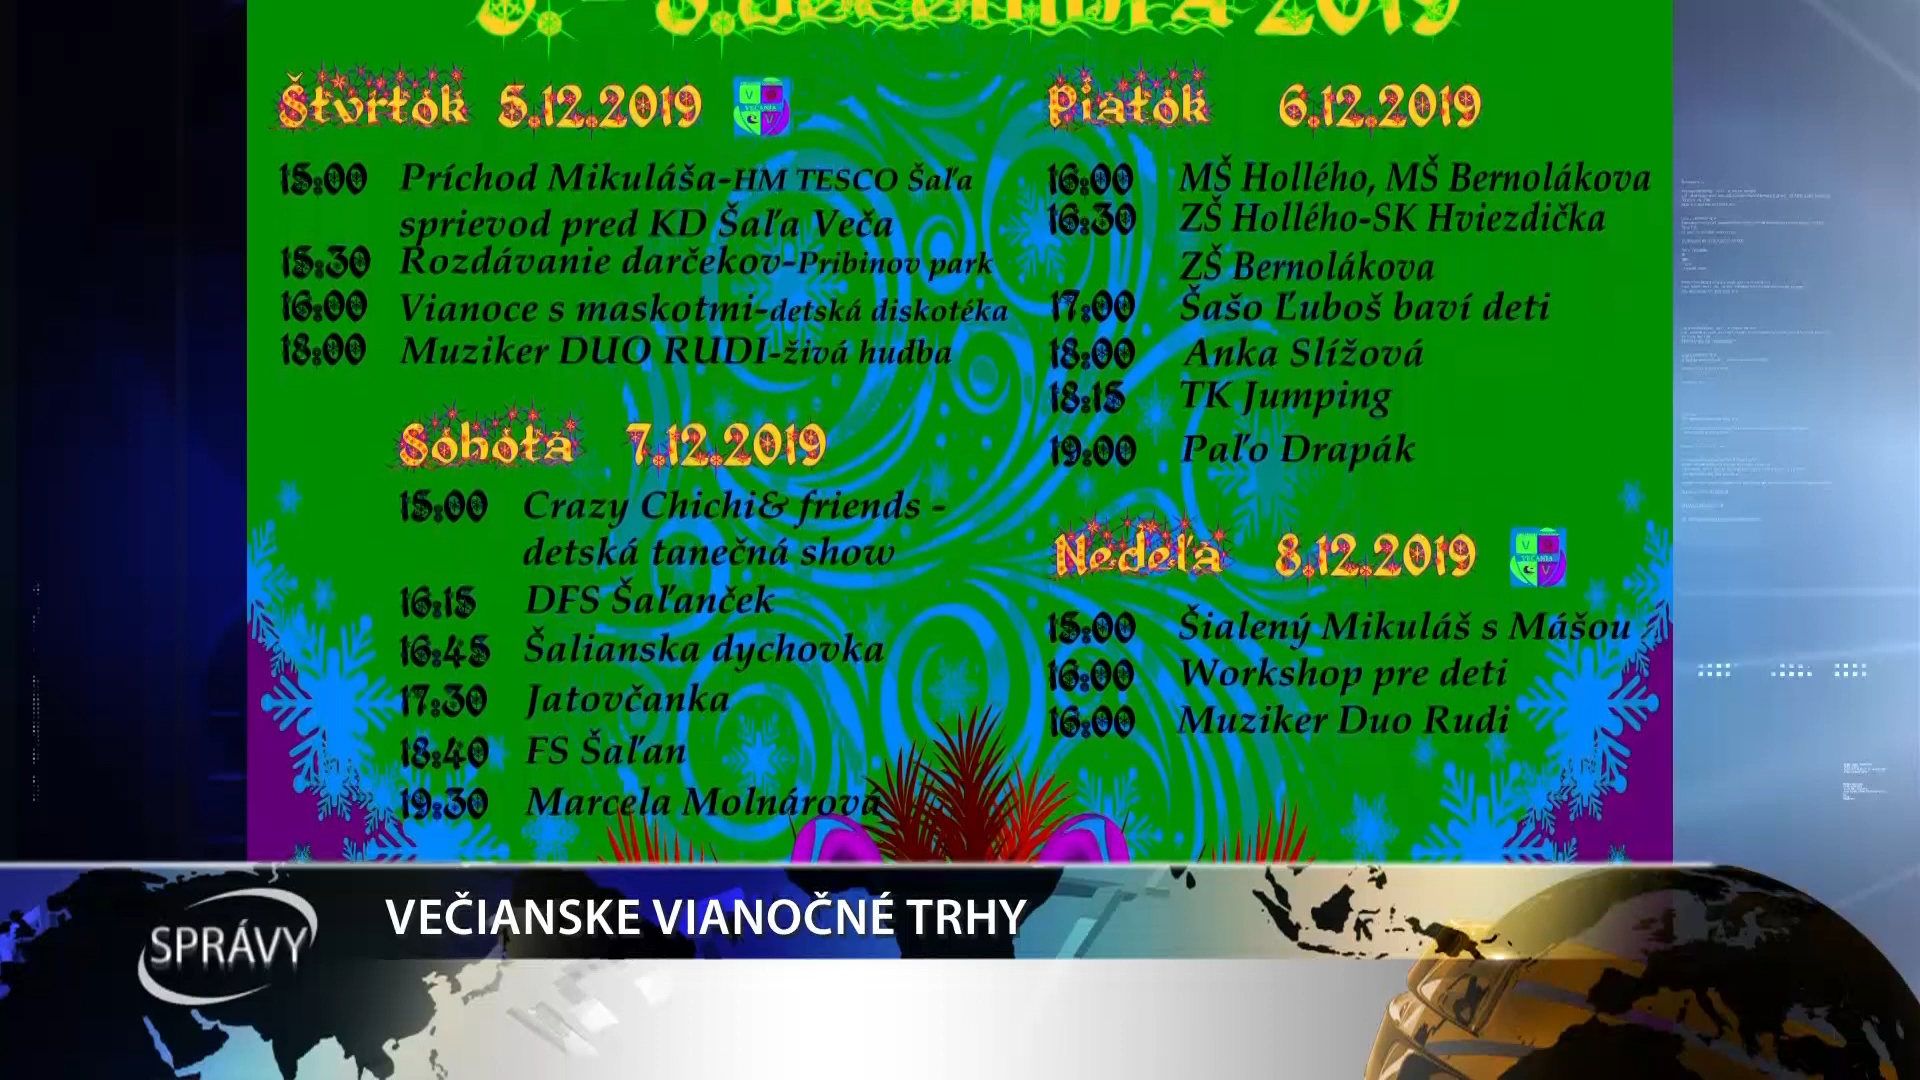 5. - 8.decembra 2019
Štvrtok 5.12.2019
15:00 Príchod Mikuláša-HM TESCO Šaľa
sprievod pred KD Šaľa Veča
15:30 Rozdávanie darčekov-Pribinov park
16:00 Vianoce s maskotmi-detská diskotéka
18:00 Muziker DUO RUDI-živá hudba
Piatok 6.12.2019
16:00 MŠ Hollého, MŠ Bernolákova
16:30 ZŠ Hollého-SK Hviezdička
ZŠ Bernolákova
17:00 Šašo Ľuboš baví deti
18:00 Anka Slížová
18:15 TK Jumping
19:00 Paľo Drapák
Sobota 7.12.2019
15:00 Crazy Chichi& friends -
detská tanečná show
16:15 DFS Šaľanček
16:45 Šalianska dychovka
17:30 Jatovčanka
18:40 FS Šaľan
19:30 Marcela Molnárová
Nedeľa 8.12.2019
15:00 Šialený Mikuláš s Mášou
16:00 Workshop pre deti
16:00 Muziker Duo Rudi
SPRÁVY
VEČIANSKE VIANOČNÉ TRHY